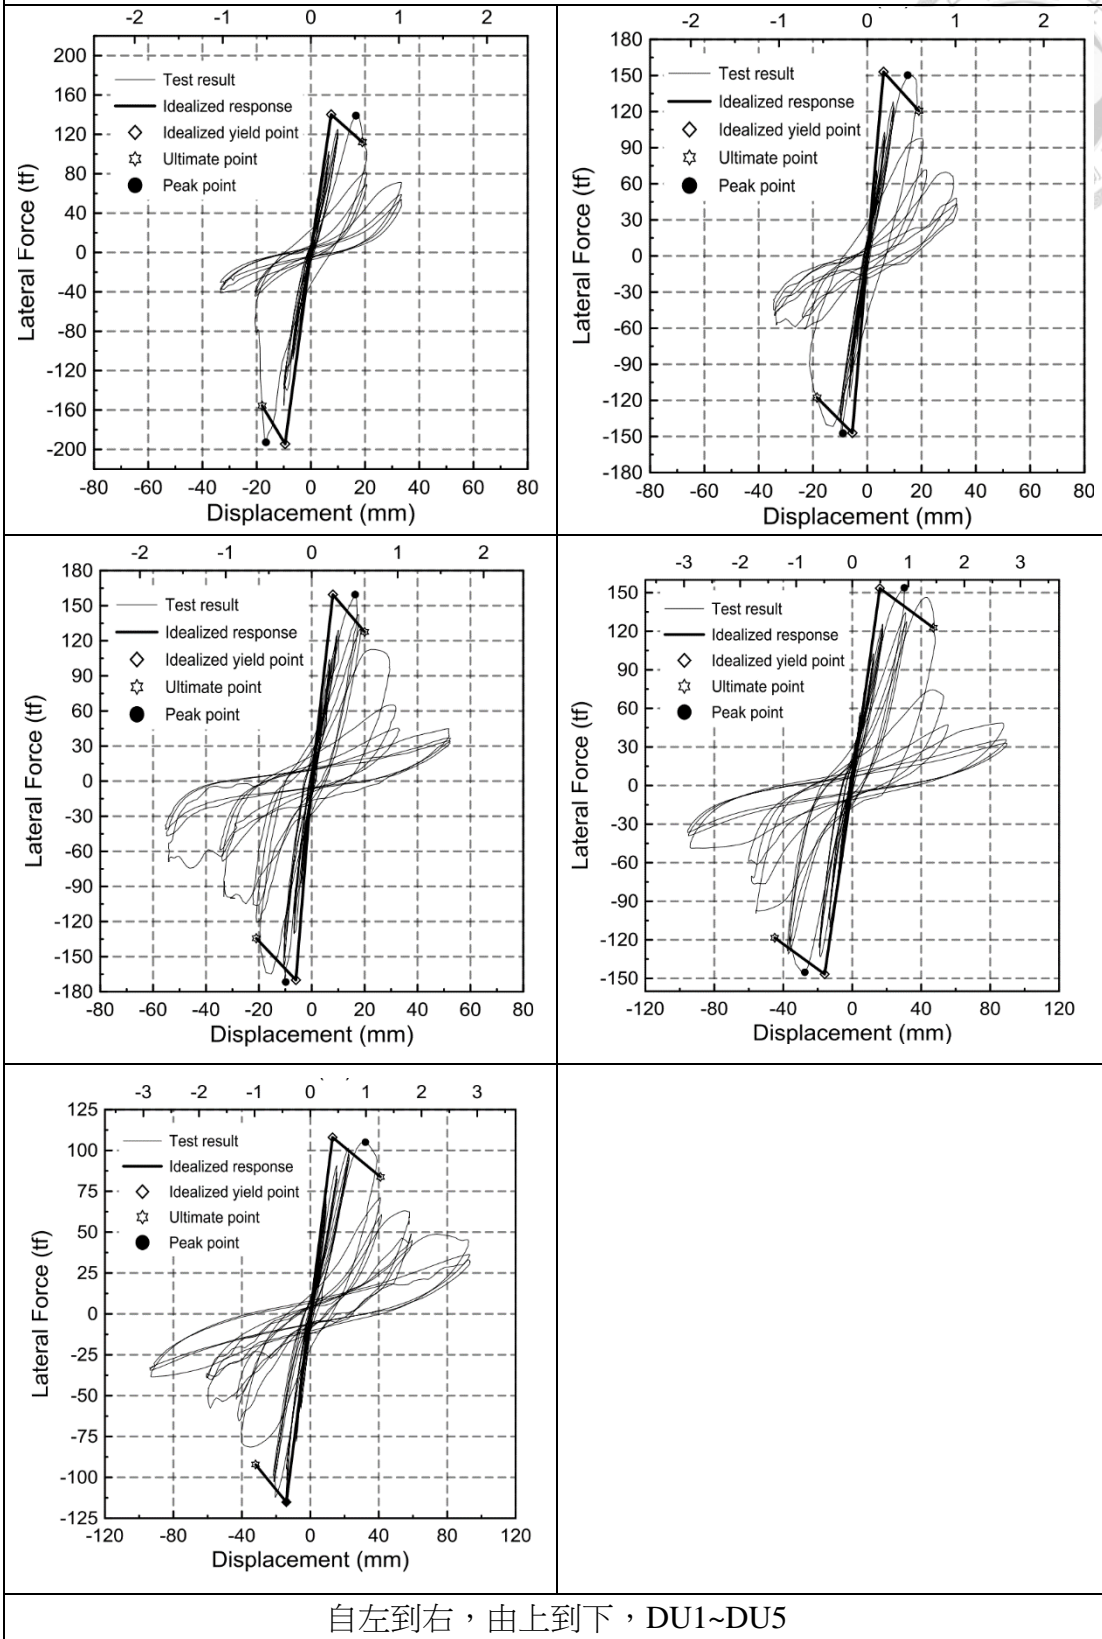 -2 -1 0 1 2
200
160
120
80
40
0
-40
-80
-120
-160
-200
Lateral Force (tf)
Test result
Idealized response
Idealized yield point
Ultimate point
Peak point
-80 -60 -40 -20 0 20 40 60 80
Displacement (mm)
-2 -1 0 1 2
180
150
120
90
60
30
0
-30
-60
-90
-120
-150
-180
Lateral Force (tf)
Test result
Idealized response
Idealized yield point
Ultimate point
Peak point
-80 -60 -40 -20 0 20 40 60 80
Displacement (mm)
-2 -1 0 1 2
180
150
120
90
60
30
0
-30
-60
-90
-120
-150
-180
Lateral Force (tf)
Test result
Idealized response
Idealized yield point
Ultimate point
Peak point
-80 -60 -40 -20 0 20 40 60 80
Displacement (mm)
-3 -2 -1 0 1 2 3
150
120
90
60
30
0
-30
-60
-90
-120
-150
Lateral Force (tf)
Test result
Idealized response
Idealized yield point
Ultimate point
Peak point
-120 -80 -40 0 40 80 120
Displacement (mm)
-3 -2 -1 0 1 2 3
125
100
75
50
25
0
-25
-50
-75
-100
-125
Lateral Force (tf)
Test result
Idealized response
Idealized yield point
Ultimate point
Peak point
-120 -80 -40 0 40 80 120
Displacement (mm)
自左到右，由上到下，DU1~DU5